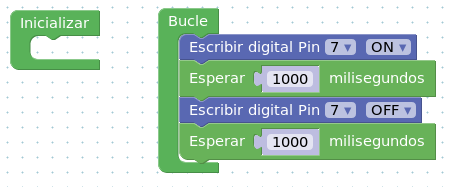 Inicializar
Bucle
Escribir digital Pin 7 ▼ ON ▼
Esperar 1000 milisegundos
Escribir digital Pin 7 ▼ OFF ▼
Esperar 1000 milisegundos